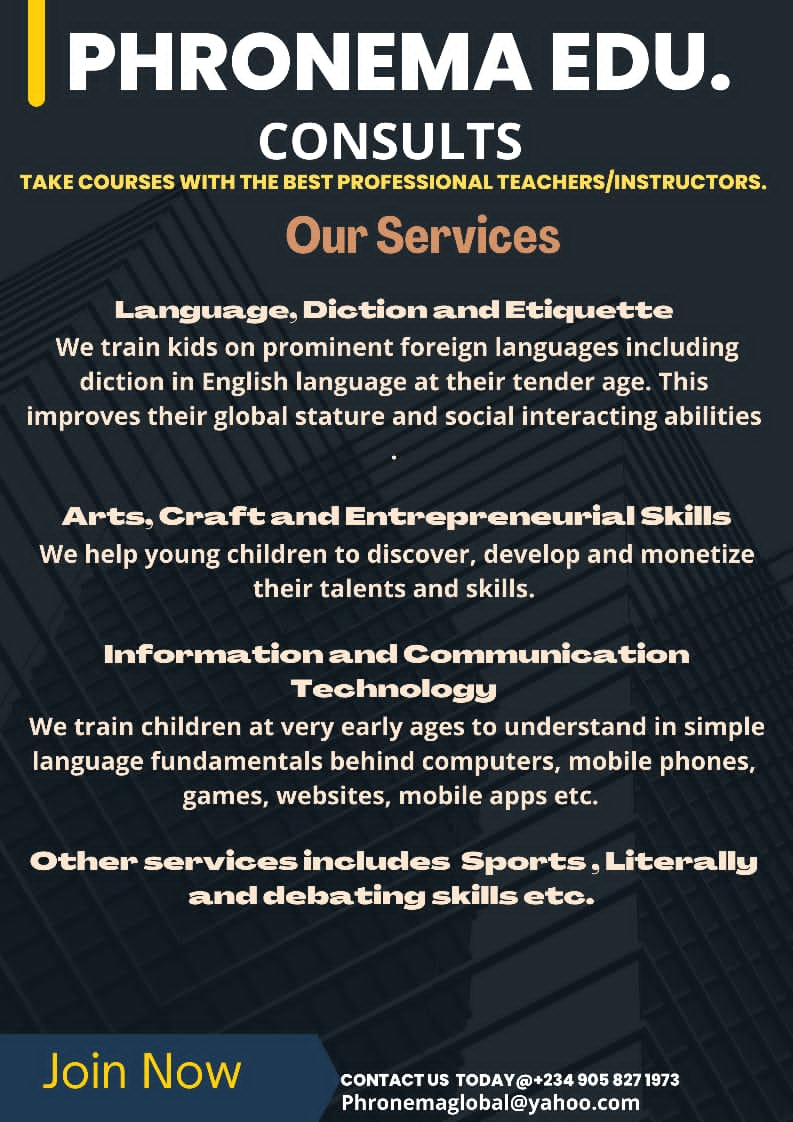 PHRONEMA EDU.
CONSULTS
TAKE COURSES WITH THE BEST PROFESSIONAL TEACHERS/INSTRUCTORS.
Our Services
Language, Diction and Etiquette
We train kids on prominent foreign languages including
diction in English language at their tender age. This
improves their global stature and social interacting abilities
.
Arts, Craft and Entrepreneurial Skills
We help young children to discover, develop and monetize
their talents and skills.
Information and Communication
Technology
We train children at very early ages to understand in simple
language fundamentals behind computers, mobile phones,
games, websites, mobile apps etc.
Other services includes Sports , Literally
and debating skills etc.
Join Now
CONTACT US TODAY@+234 905 827 1973
Phronemaglobal@yahoo.com